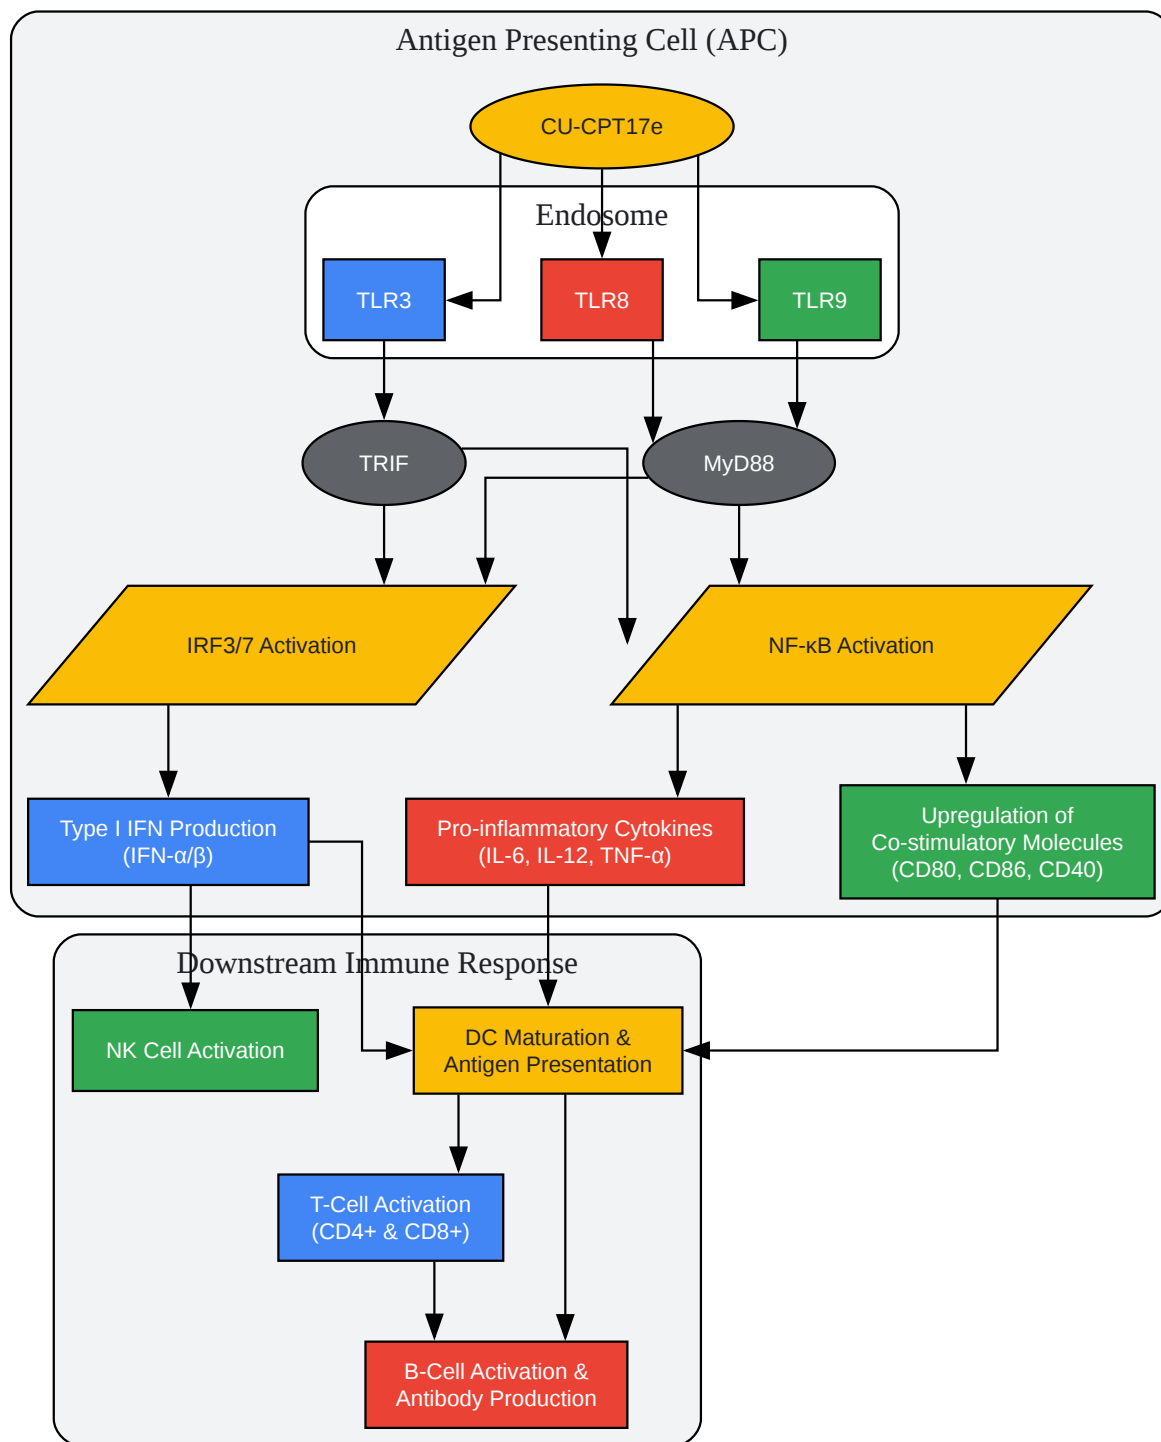 Antigen Presenting Cell (APC)
CU-CPT17e
Endosome
TLR3
TLR8
TLR9
TRIF
MyD88
IRF3/7 Activation
NF-κB Activation
Type I IFN Production
(IFN-α/β)
Pro-inflammatory Cytokines
(IL-6, IL-12, TNF-α)
Upregulation of
Co-stimulatory Molecules
(CD80, CD86, CD40)
Downstream Immune Response
NK Cell Activation
DC Maturation &
Antigen Presentation
T-Cell Activation
(CD4+ & CD8+)
B-Cell Activation &
Antibody Production